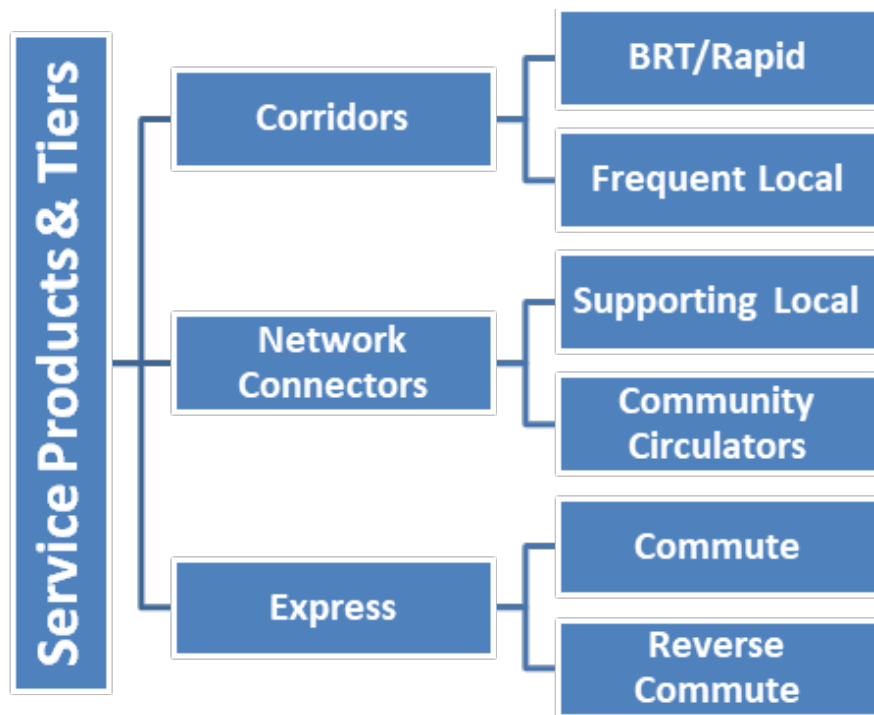 Service Products & Tiers
Corridors
BRT/Rapid
Frequent Local
Network
Connectors
Supporting Local
Community
Circulators
Express
Commute
Reverse
Commute